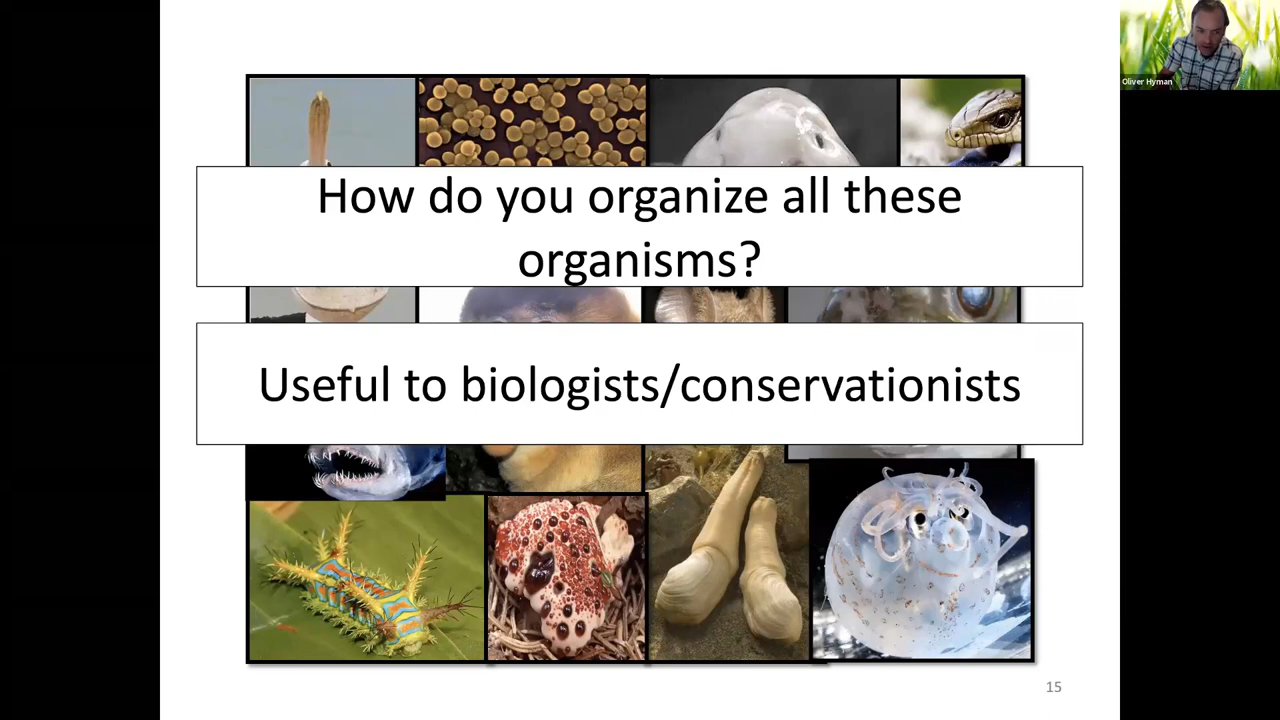 Oliver Hyman
How do you organize all these
organisms?
Useful to biologists/conservationists
15